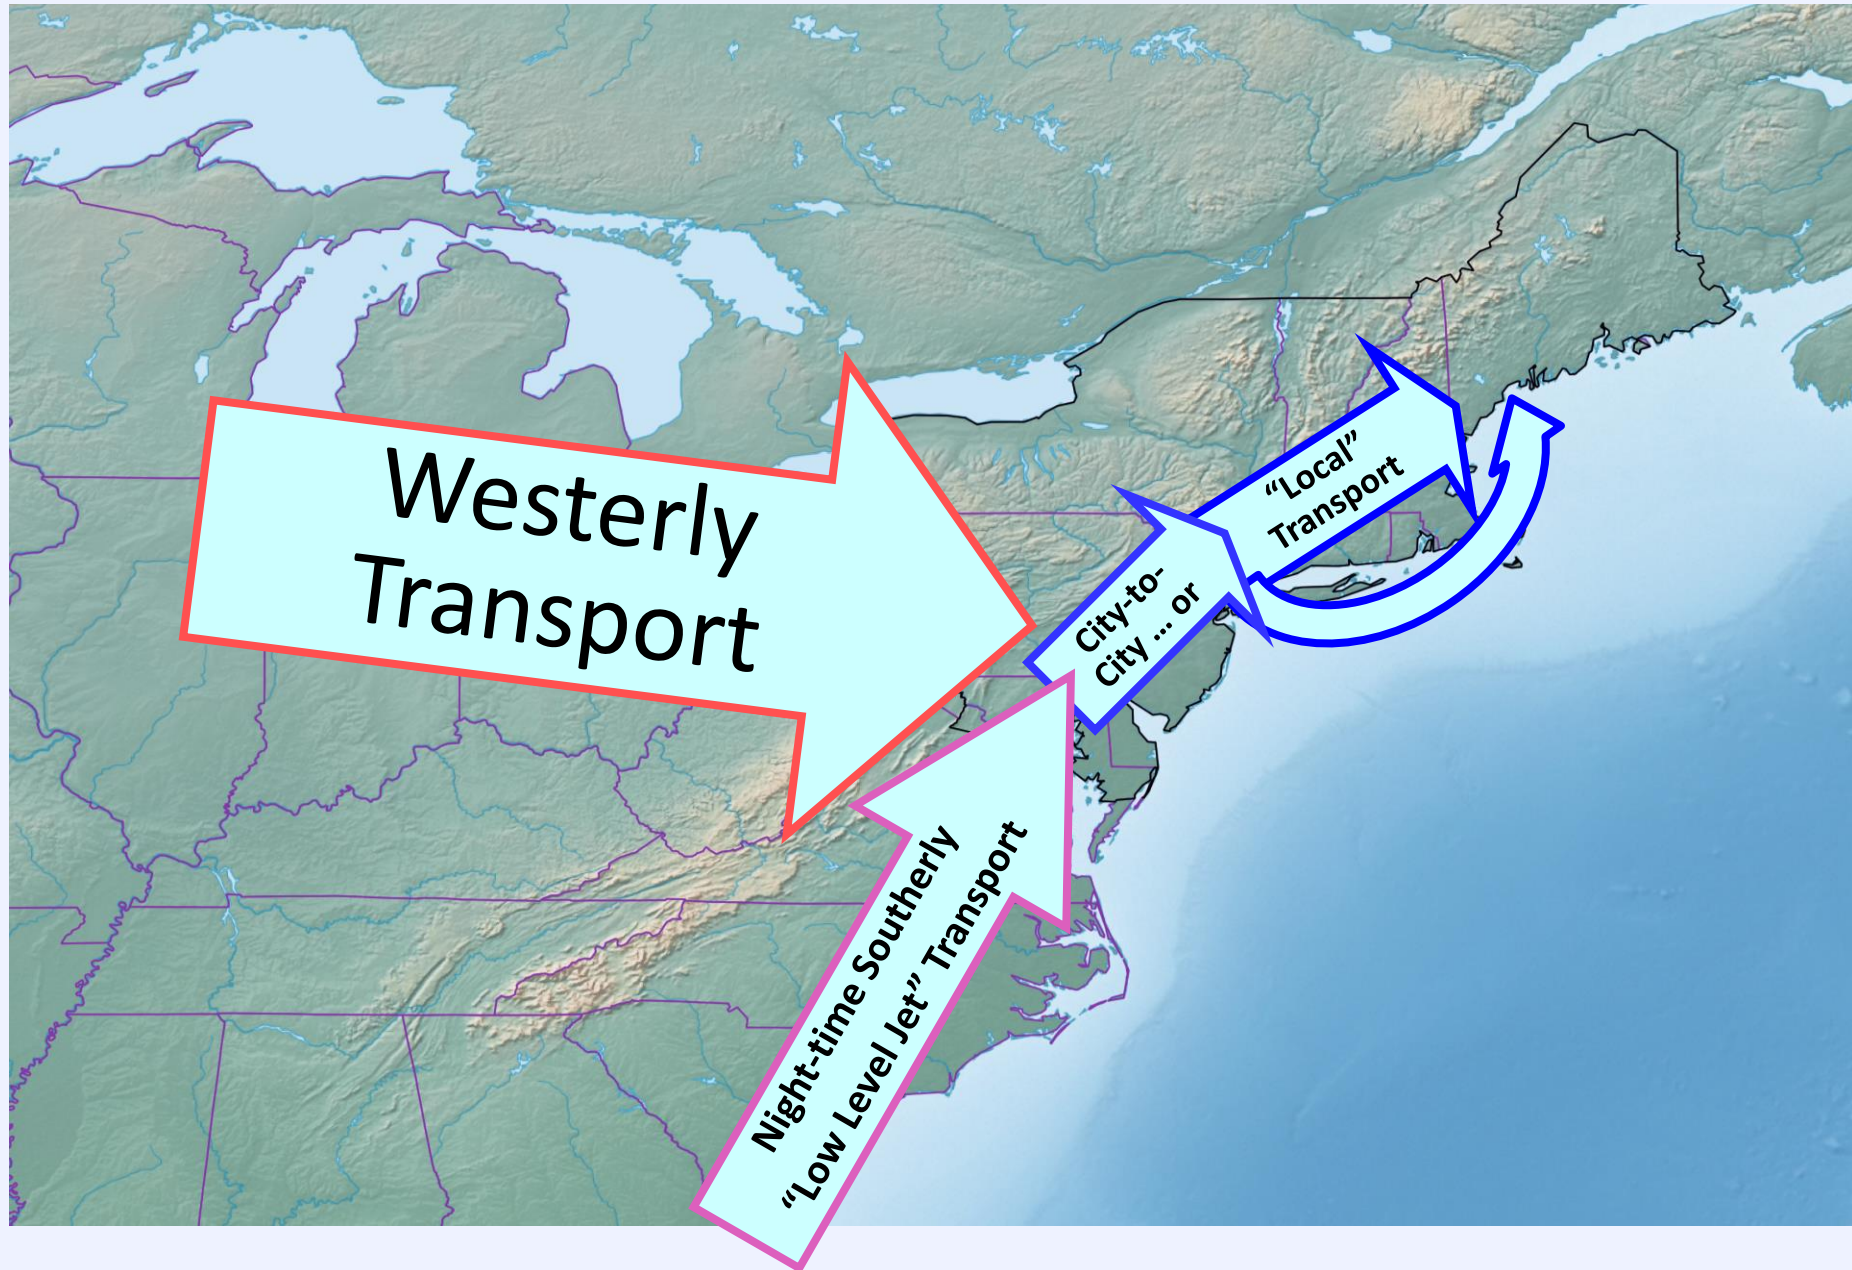 Westerly
Transport
“Local”
Transport
City-to-
City ... or
Night-time Southerly
“Low Level Jet” Transport